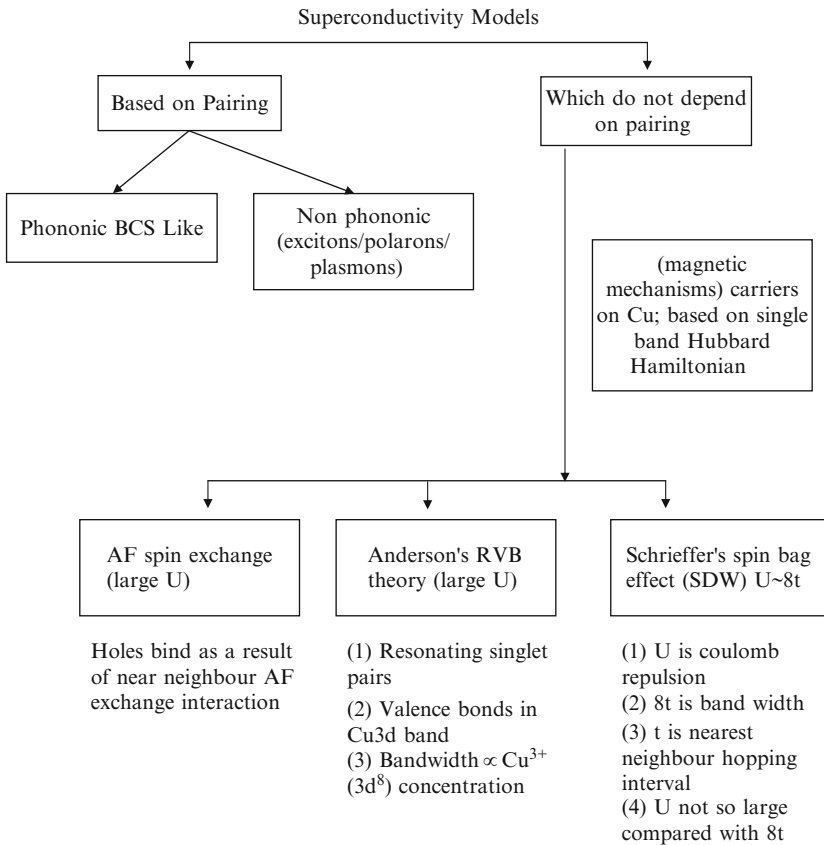 Superconductivity Models
Based on Pairing
Which do not depend
on pairing
Phononic BCS Like
Non phononic
(excitons/polarons/
plasmons)
(magnetic
mechanisms) carriers
on Cu; based on single
band Hubbard
Hamiltonian
AF spin exchange
(large U)
Holes bind as a result
of near neighbour AF
exchange interaction
Anderson's RVB
theory (large U)
(1) Resonating singlet
pairs
(2) Valence bonds in
Cu3d band
(3) Bandwidth ∝ Cu³⁺
(3d⁸) concentration
Schrieffer's spin bag
effect (SDW) U~8t
(1) U is coulomb
repulsion
(2) 8t is band width
(3) t is nearest
neighbour hopping
interval
(4) U not so large
compared with 8t